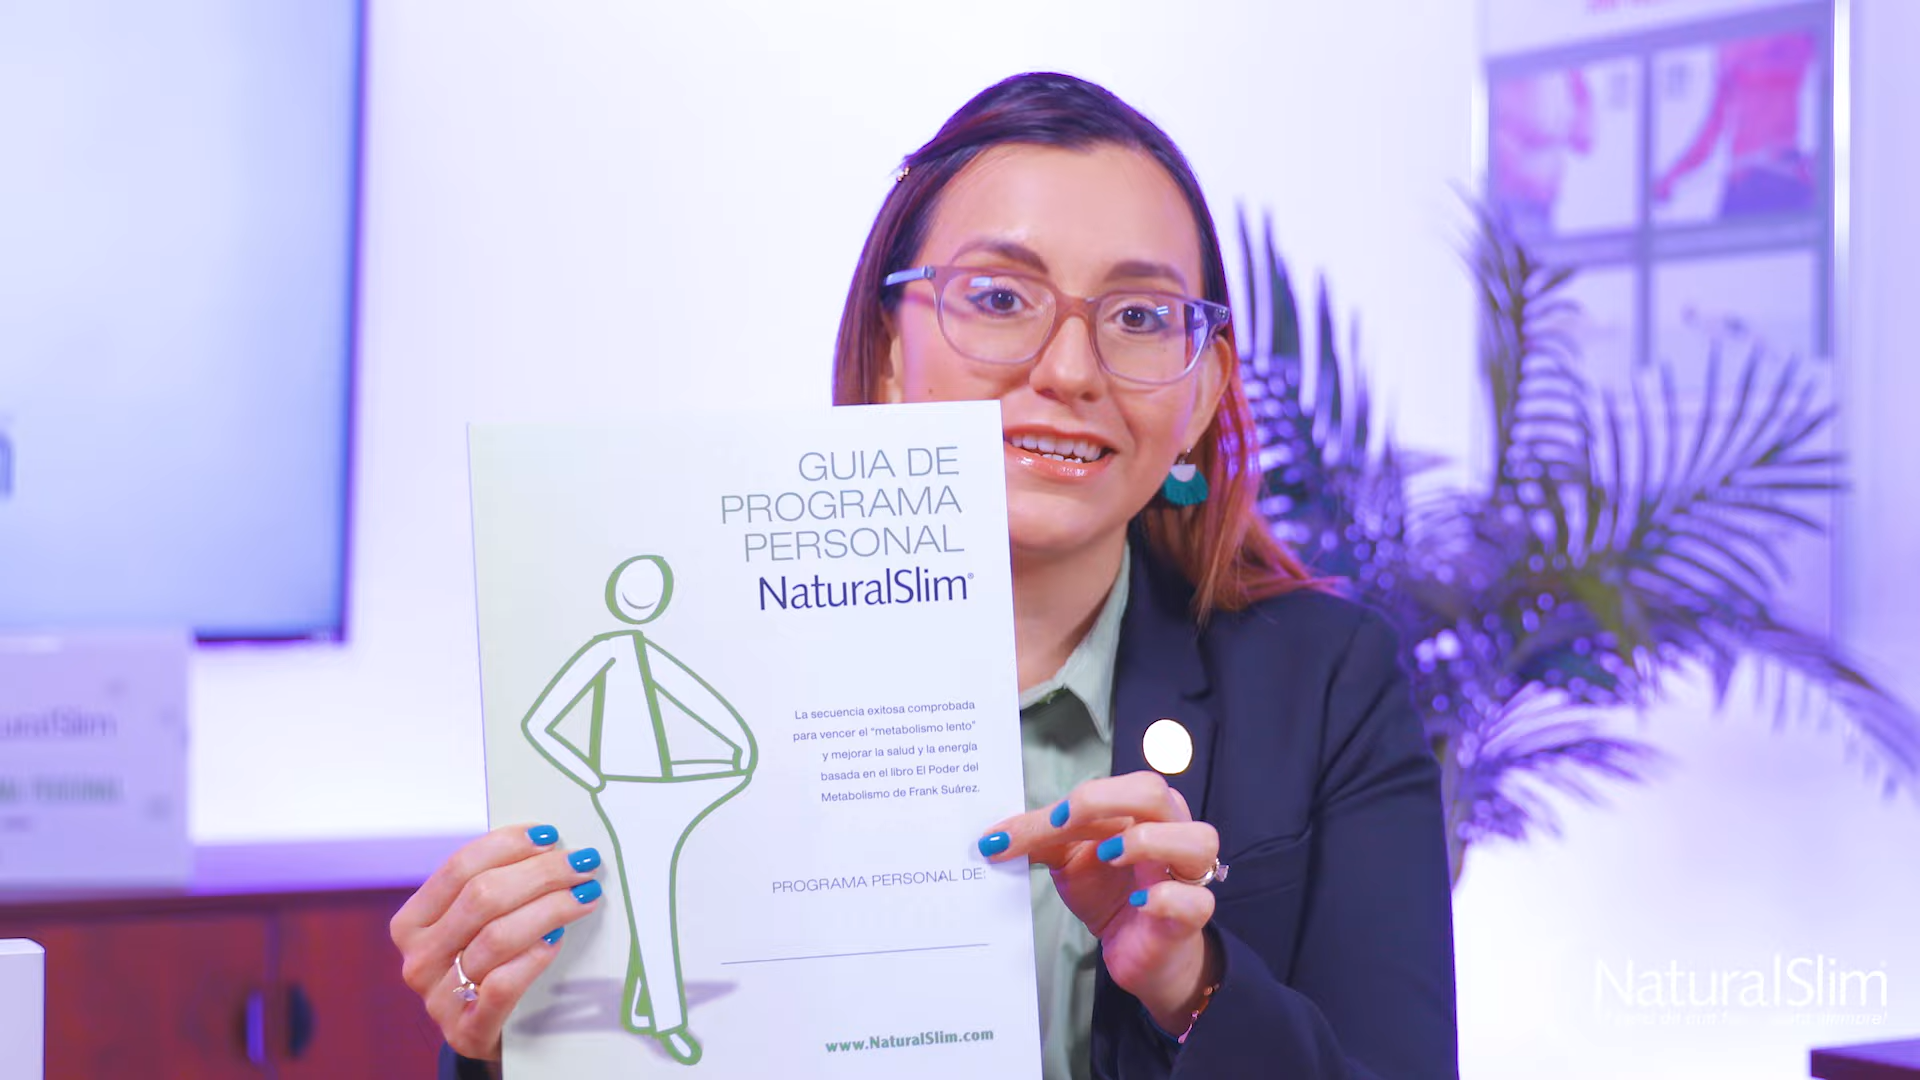 GUIA DE
PROGRAMA
PERSONAL
NaturalSlim®
La secuencia exitosa comprobada
para vencer el "metabolismo lento"
y mejorar la salud y la energía
basada en el libro El Poder del
Metabolismo de Frank Suárez.
PROGRAMA PERSONAL DE:
www.NaturalSlim.com
NaturalSlim®